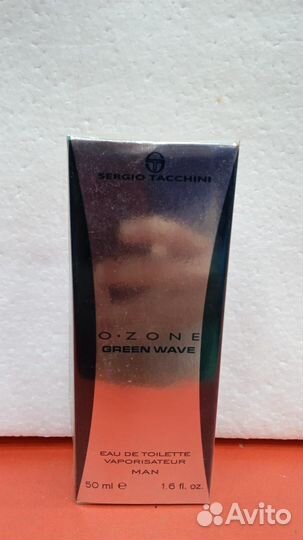 SERGIO TACCHINI
O·ZONE
GREEN WAVE
EAU DE TOILETTE
VAPORISATEUR
MAN
50 ml ℮ 1.6 fl. oz.
Avito